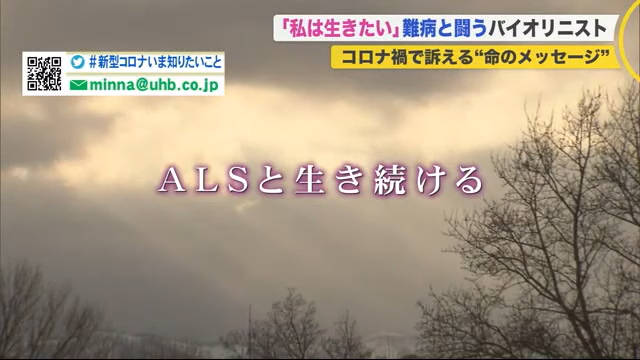 「私は生きたい」難病と闘うバイオリニスト
コロナ禍で訴える“命のメッセージ”
#新型コロナいま知りたいこと
minna@uhb.co.jp
ALSと生き続ける